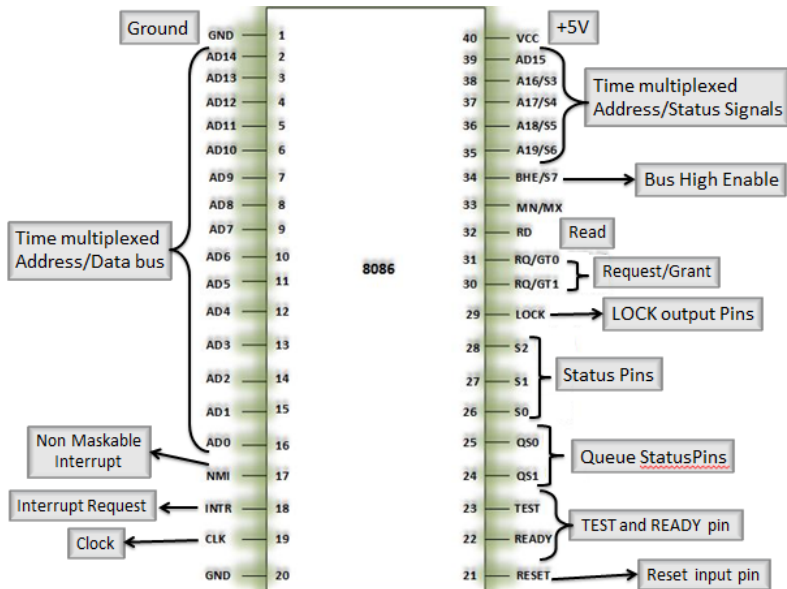 Ground
GND 1
AD14 2
AD13 3
AD12 4
AD11 5
AD10 6
AD9 7
AD8 8
AD7 9
AD6 10
AD5 11
AD4 12
AD3 13
AD2 14
AD1 15
AD0 16
NMI 17
INTR 18
CLK 19
GND 20
Time multiplexed
Address/Data bus
Non Maskable
Interrupt
Interrupt Request
Clock
8086
40 VCC
39 AD15
38 A16/S3
37 A17/S4
36 A18/S5
35 A19/S6
34 BHE/S7
33 MN/MX
32 RD
31 RQ/GT0
30 RQ/GT1
29 LOCK
28 S2
27 S1
26 S0
25 QS0
24 QS1
23 TEST
22 READY
21 RESET
+5V
Time multiplexed
Address/Status Signals
Bus High Enable
Read
Request/Grant
LOCK output Pins
Status Pins
Queue StatusPins
TEST and READY pin
Reset input pin